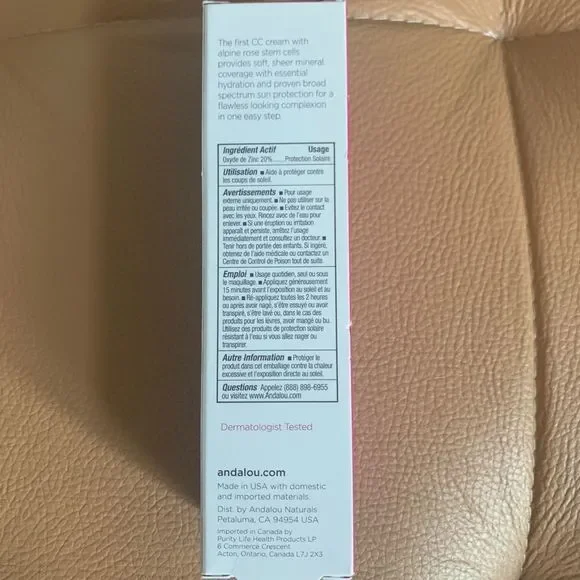 The first CC cream with
alpine rose stem cells
provides soft, sheer mineral
coverage with essential
hydration and proven broad
spectrum sun protection for a
flawless looking complexion
in one easy step.
Ingrédient Actif Usage
Oxyde de Zinc 20%......Protection Solaire
Utilisation ▪ Aide à protéger contre
les coups de soleil.
Avertissements ▪ Pour usage
externe uniquement. ▪ Ne pas utiliser sur la
peau irritée ou coupée. ▪ Evitez le contact
avec les yeux. Rincez avec de l'eau pour
enlever. ▪ Si une éruption ou irritation
apparaît et persiste, arrêtez l'usage
immédiatement et consultez un docteur. ▪
Tenir hors de portée des enfants. Si ingéré,
obtenez de l'aide médicale ou contactez un
Centre de Control de Poison tout de suite.
Emploi ▪ Usage quotidien, seul ou sous
le maquillage. ▪ Appliquez généreusement
15 minutes avant l'exposition au soleil et au
besoin. ▪ Ré-appliquez toutes les 2 heures
ou après avoir nagé, s'être essuyé ou avoir
transpiré, s'être lavé ou, dans le cas des
produits pour les lèvres, avoir mangé ou bu.
Utilisez des produits de protection solaire
résistant à l'eau si vous allez nager ou
transpirer.
Autre Information ▪ Protéger le
produit dans cet emballage contre la chaleur
excessive et l'exposition directe au soleil.
Questions Appelez (888) 898-6955
ou visitez www.Andalou.com
Dermatologist Tested
andalou.com
Made in USA with domestic
and imported materials.
Dist. by Andalou Naturals
Petaluma, CA 94954 USA
Imported in Canada by
Purity Life Health Products LP
6 Commerce Crescent
Acton, Ontario, Canada L7J 2X3